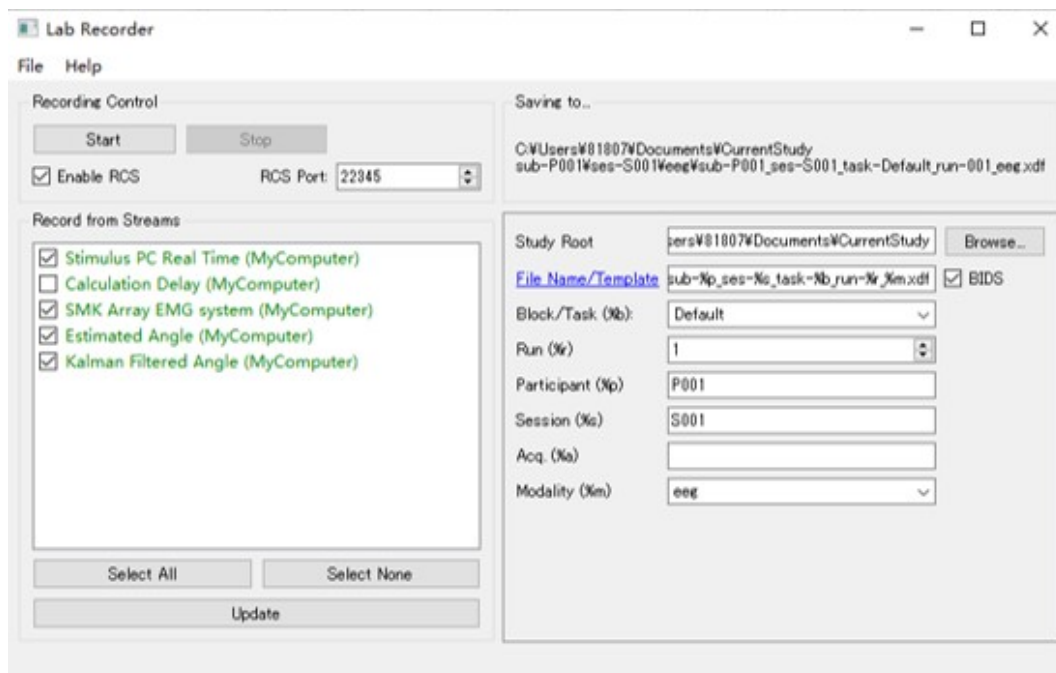 Lab Recorder
File Help
Recording Control
Start Stop
Enable RCS RCS Port: 22345
Record from Streams
Stimulus PC Real Time (MyComputer)
Calculation Delay (MyComputer)
SMK Array EMG system (MyComputer)
Estimated Angle (MyComputer)
Kalman Filtered Angle (MyComputer)
Select All Select None
Update
Saving to...
C:¥Users¥81807¥Documents¥CurrentStudy
sub-P001¥ses-S001¥eeg¥sub-P001_ses-S001_task-Default_run-001_eeg.xdf
Study Root sers¥81807¥Documents¥CurrentStudy Browse...
File Name/Template sub-%p_ses-%s_task-%b_run-%r_%m.xdf BIDS
Block/Task (%b): Default
Run (%r) 1
Participant (%p) P001
Session (%s) S001
Acq. (%a)
Modality (%m) eeg